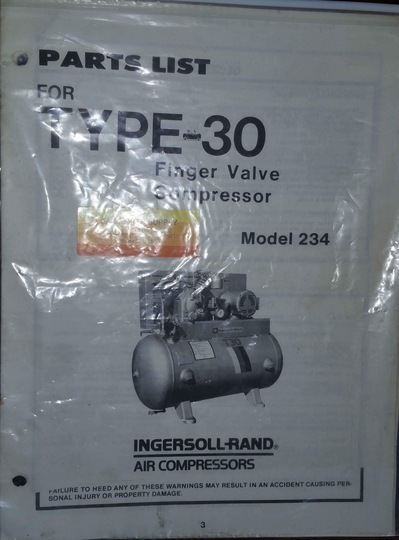 PARTS LIST
FOR
TYPE-30
Finger Valve
Compressor
Model 234
INGERSOLL-RAND®
AIR COMPRESSORS
FAILURE TO HEED ANY OF THESE WARNINGS MAY RESULT IN AN ACCIDENT CAUSING PER-
SONAL INJURY OR PROPERTY DAMAGE.
3